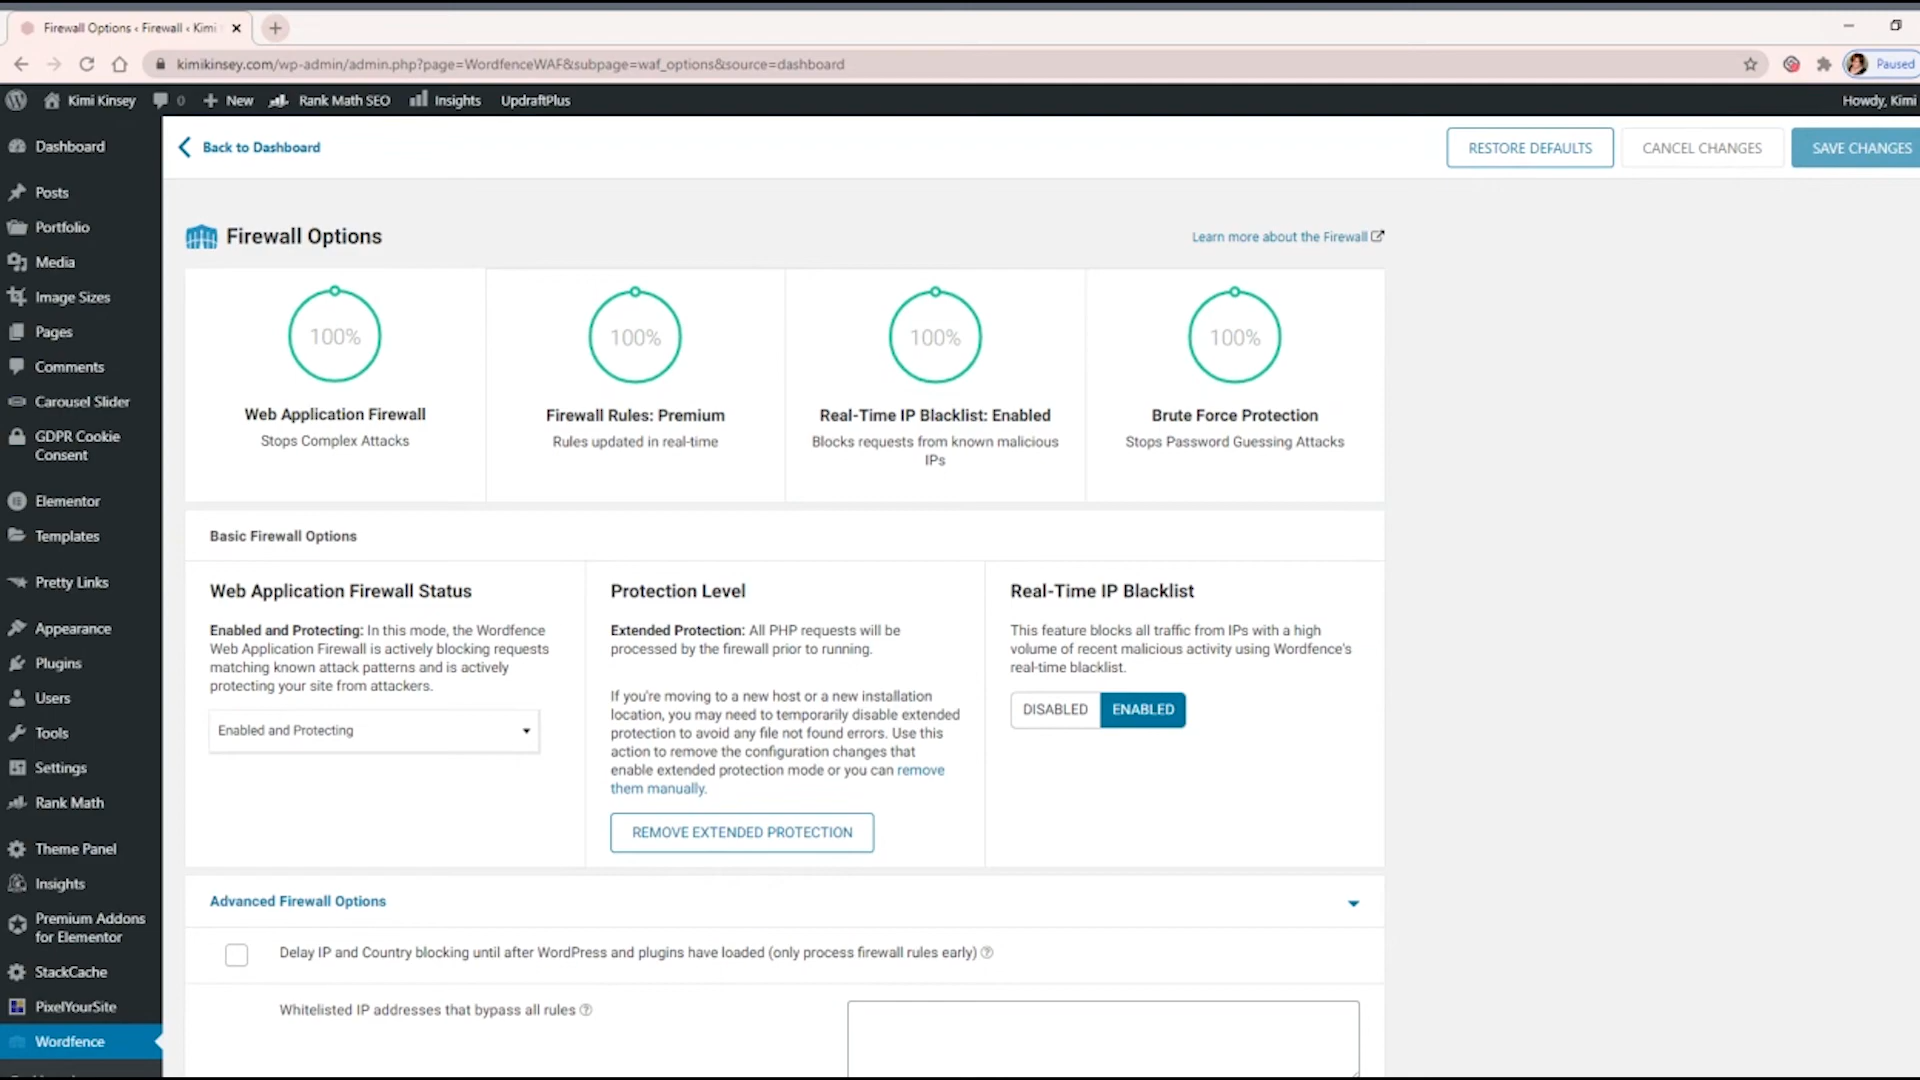 Firewall Options ‹ Firewall ‹ Kimi
kimikinsey.com/wp-admin/admin.php?page=WordfenceWAF&subpage=waf_options&source=dashboard
Paused
Kimi Kinsey
0
New
Rank Math SEO
Insights
UpdraftPlus
Howdy, Kimi
Dashboard
Posts
Portfolio
Media
Image Sizes
Pages
Comments
Carousel Slider
GDPR Cookie
Consent
Elementor
Templates
Pretty Links
Appearance
Plugins
Users
Tools
Settings
Rank Math
Theme Panel
Insights
Premium Addons
for Elementor
StackCache
PixelYourSite
Wordfence
Back to Dashboard
RESTORE DEFAULTS
CANCEL CHANGES
SAVE CHANGES
Firewall Options
Learn more about the Firewall
100%
Web Application Firewall
Stops Complex Attacks
100%
Firewall Rules: Premium
Rules updated in real-time
100%
Real-Time IP Blacklist: Enabled
Blocks requests from known malicious
IPs
100%
Brute Force Protection
Stops Password Guessing Attacks
Basic Firewall Options
Web Application Firewall Status
Enabled and Protecting: In this mode, the Wordfence
Web Application Firewall is actively blocking requests
matching known attack patterns and is actively
protecting your site from attackers.
Enabled and Protecting
Protection Level
Extended Protection: All PHP requests will be
processed by the firewall prior to running.
If you're moving to a new host or a new installation
location, you may need to temporarily disable extended
protection to avoid any file not found errors. Use this
action to remove the configuration changes that
enable extended protection mode or you can remove
them manually.
REMOVE EXTENDED PROTECTION
Real-Time IP Blacklist
This feature blocks all traffic from IPs with a high
volume of recent malicious activity using Wordfence's
real-time blacklist.
DISABLED
ENABLED
Advanced Firewall Options
Delay IP and Country blocking until after WordPress and plugins have loaded (only process firewall rules early)
Whitelisted IP addresses that bypass all rules